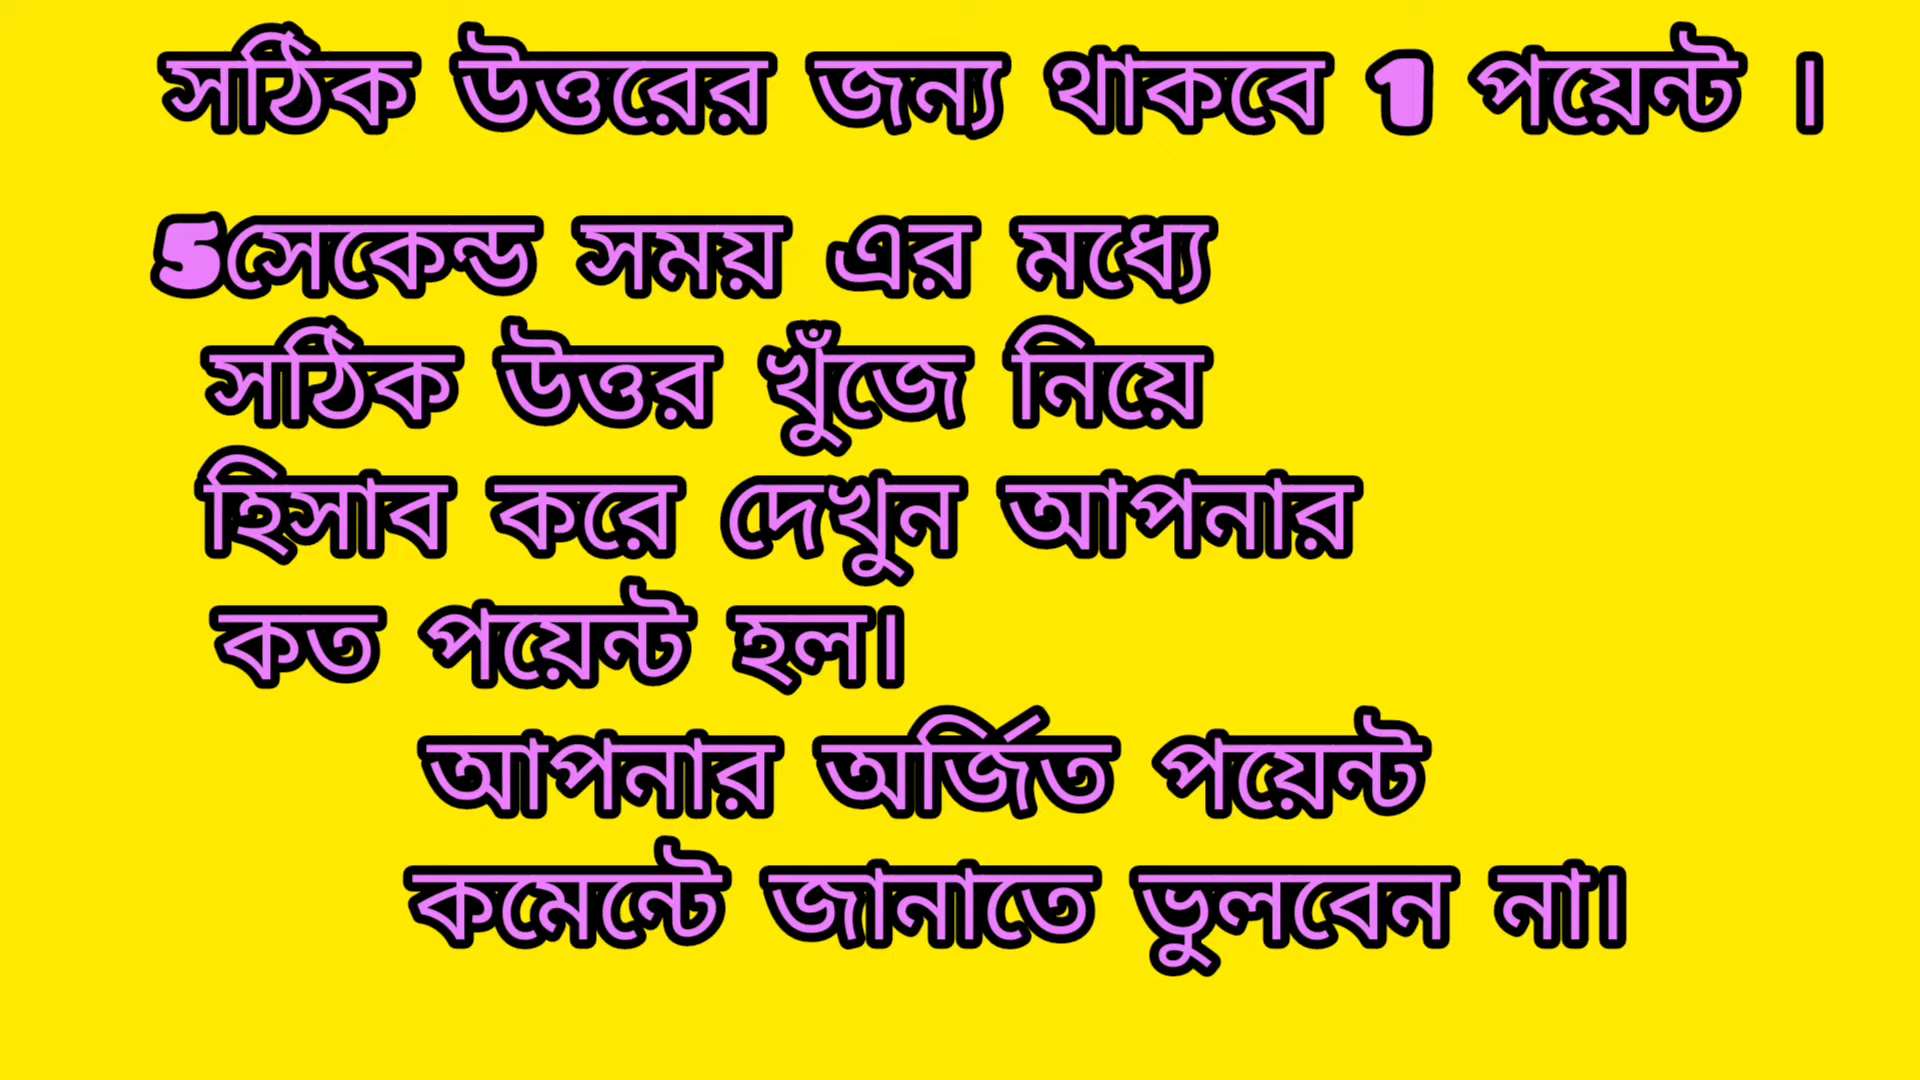 সঠিক উত্তরের জন্য থাকবে 1 পয়েন্ট ।
5সেকেন্ড সময় এর মধ্যে
সঠিক উত্তর খুঁজে নিয়ে
হিসাব করে দেখুন আপনার
কত পয়েন্ট হল।
আপনার অর্জিত পয়েন্ট
কমেন্টে জানাতে ভুলবেন না।